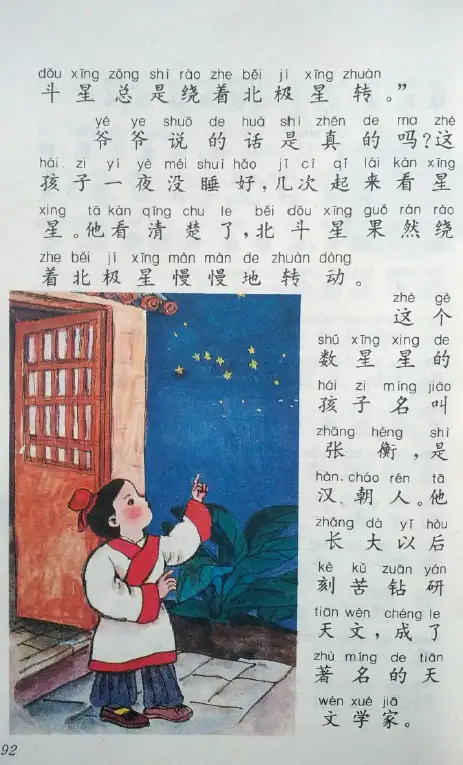 dǒu xīng zǒng shì rào zhe běi jí xīng zhuàn
斗星总是绕着北极星转。”
yé ye shuō de huà shì zhēn de ma zhè
爷爷说的话是真的吗?这
hái zi yí yè méi shuì hǎo jǐ cì qǐ lái kàn xīng
孩子一夜没睡好,几次起来看星
xing tā kàn qīng chu le běi dǒu xīng guǒ rán rào
星。他看清楚了,北斗星果然绕
zhe běi jí xīng màn màn de zhuàn dòng
着北极星慢慢地转动。
zhè gè
这个
shǔ xīng xing de
数星星的
hái zi míng jiào
孩子名叫
zhāng héng shì
张衡,是
hàn cháo rén tā
汉朝人。他
zhǎng dà yǐ hòu
长大以后
kè kǔ zuān yán
刻苦钻研
tiān wén chéng le
天文,成了
zhù míng de tiān
著名的天
wén xué jiā
文学家。
92